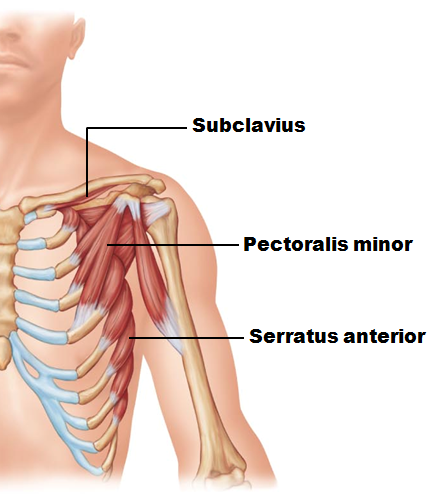 Subclavius
Pectoralis minor
Serratus anterior